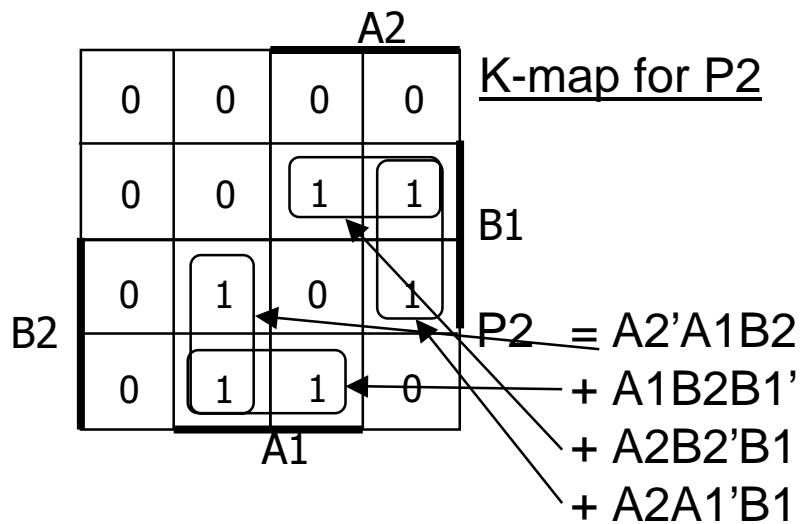 A2
K-map for P2
0 0 0 0
0 0 1 1
B1
0 1 0 1
B2
P2 = A2’A1B2
0 1 1 0
+ A1B2B1’
A1
+ A2B2’B1
+ A2A1’B1